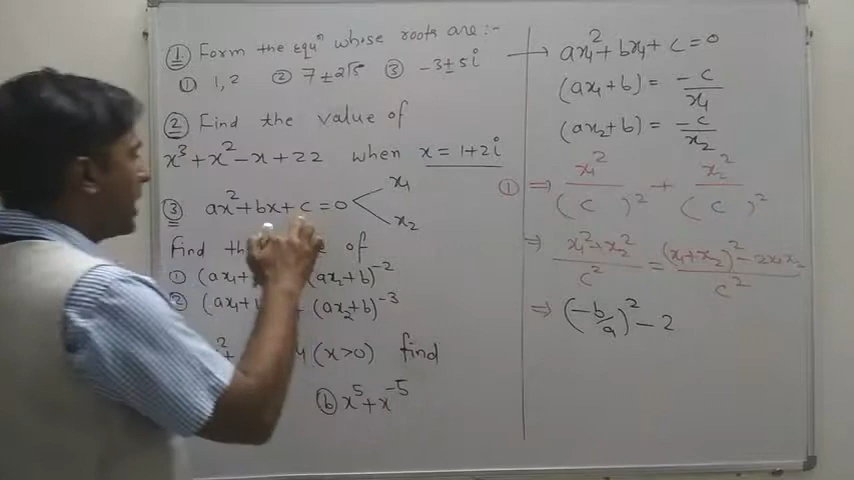 ① Form the equⁿ whose roots are :-
① 1, 2 ② 7 ± 2√5 ③ -3 ± 5i
② Find the value of
x³ + x² - x + 22 when x = 1 + 2i
③ ax² + bx + c = 0 x₁
x₂
Find of
① (ax₁ + (ax₂ + b)⁻²
② (ax₁ + (ax₂ + b)⁻³
(x > 0) find
ⓑ x⁵ + x⁻⁵
→ ax₁² + bx₁ + c = 0
(ax₁ + b) = -c/x₁
(ax₂ + b) = -c/x₂
① ⇒ x₁²/(c)² + x₂²/(c)²
⇒ (x₁² + x₂²)/c² = ((x₁ + x₂)² - 2x₁x₂)/c²
⇒ (-b/a)² - 2